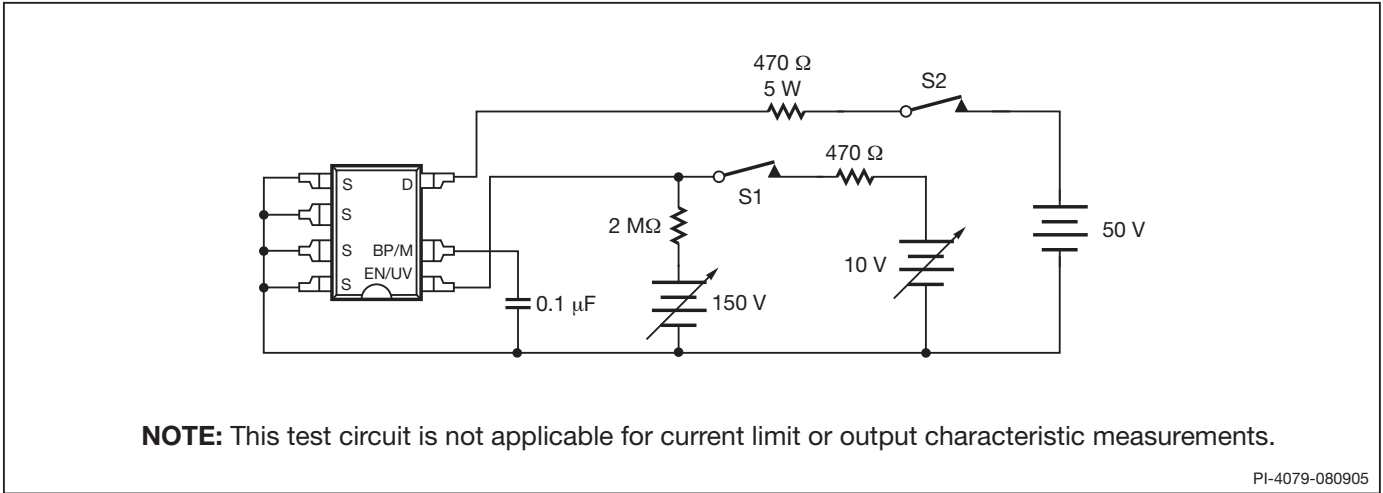 470 Ω
5 W
S2
470 Ω
S1
S D
S
S BP/M
EN/UV
S
2 MΩ
50 V
10 V
0.1 μF
150 V
NOTE: This test circuit is not applicable for current limit or output characteristic measurements.
PI-4079-080905